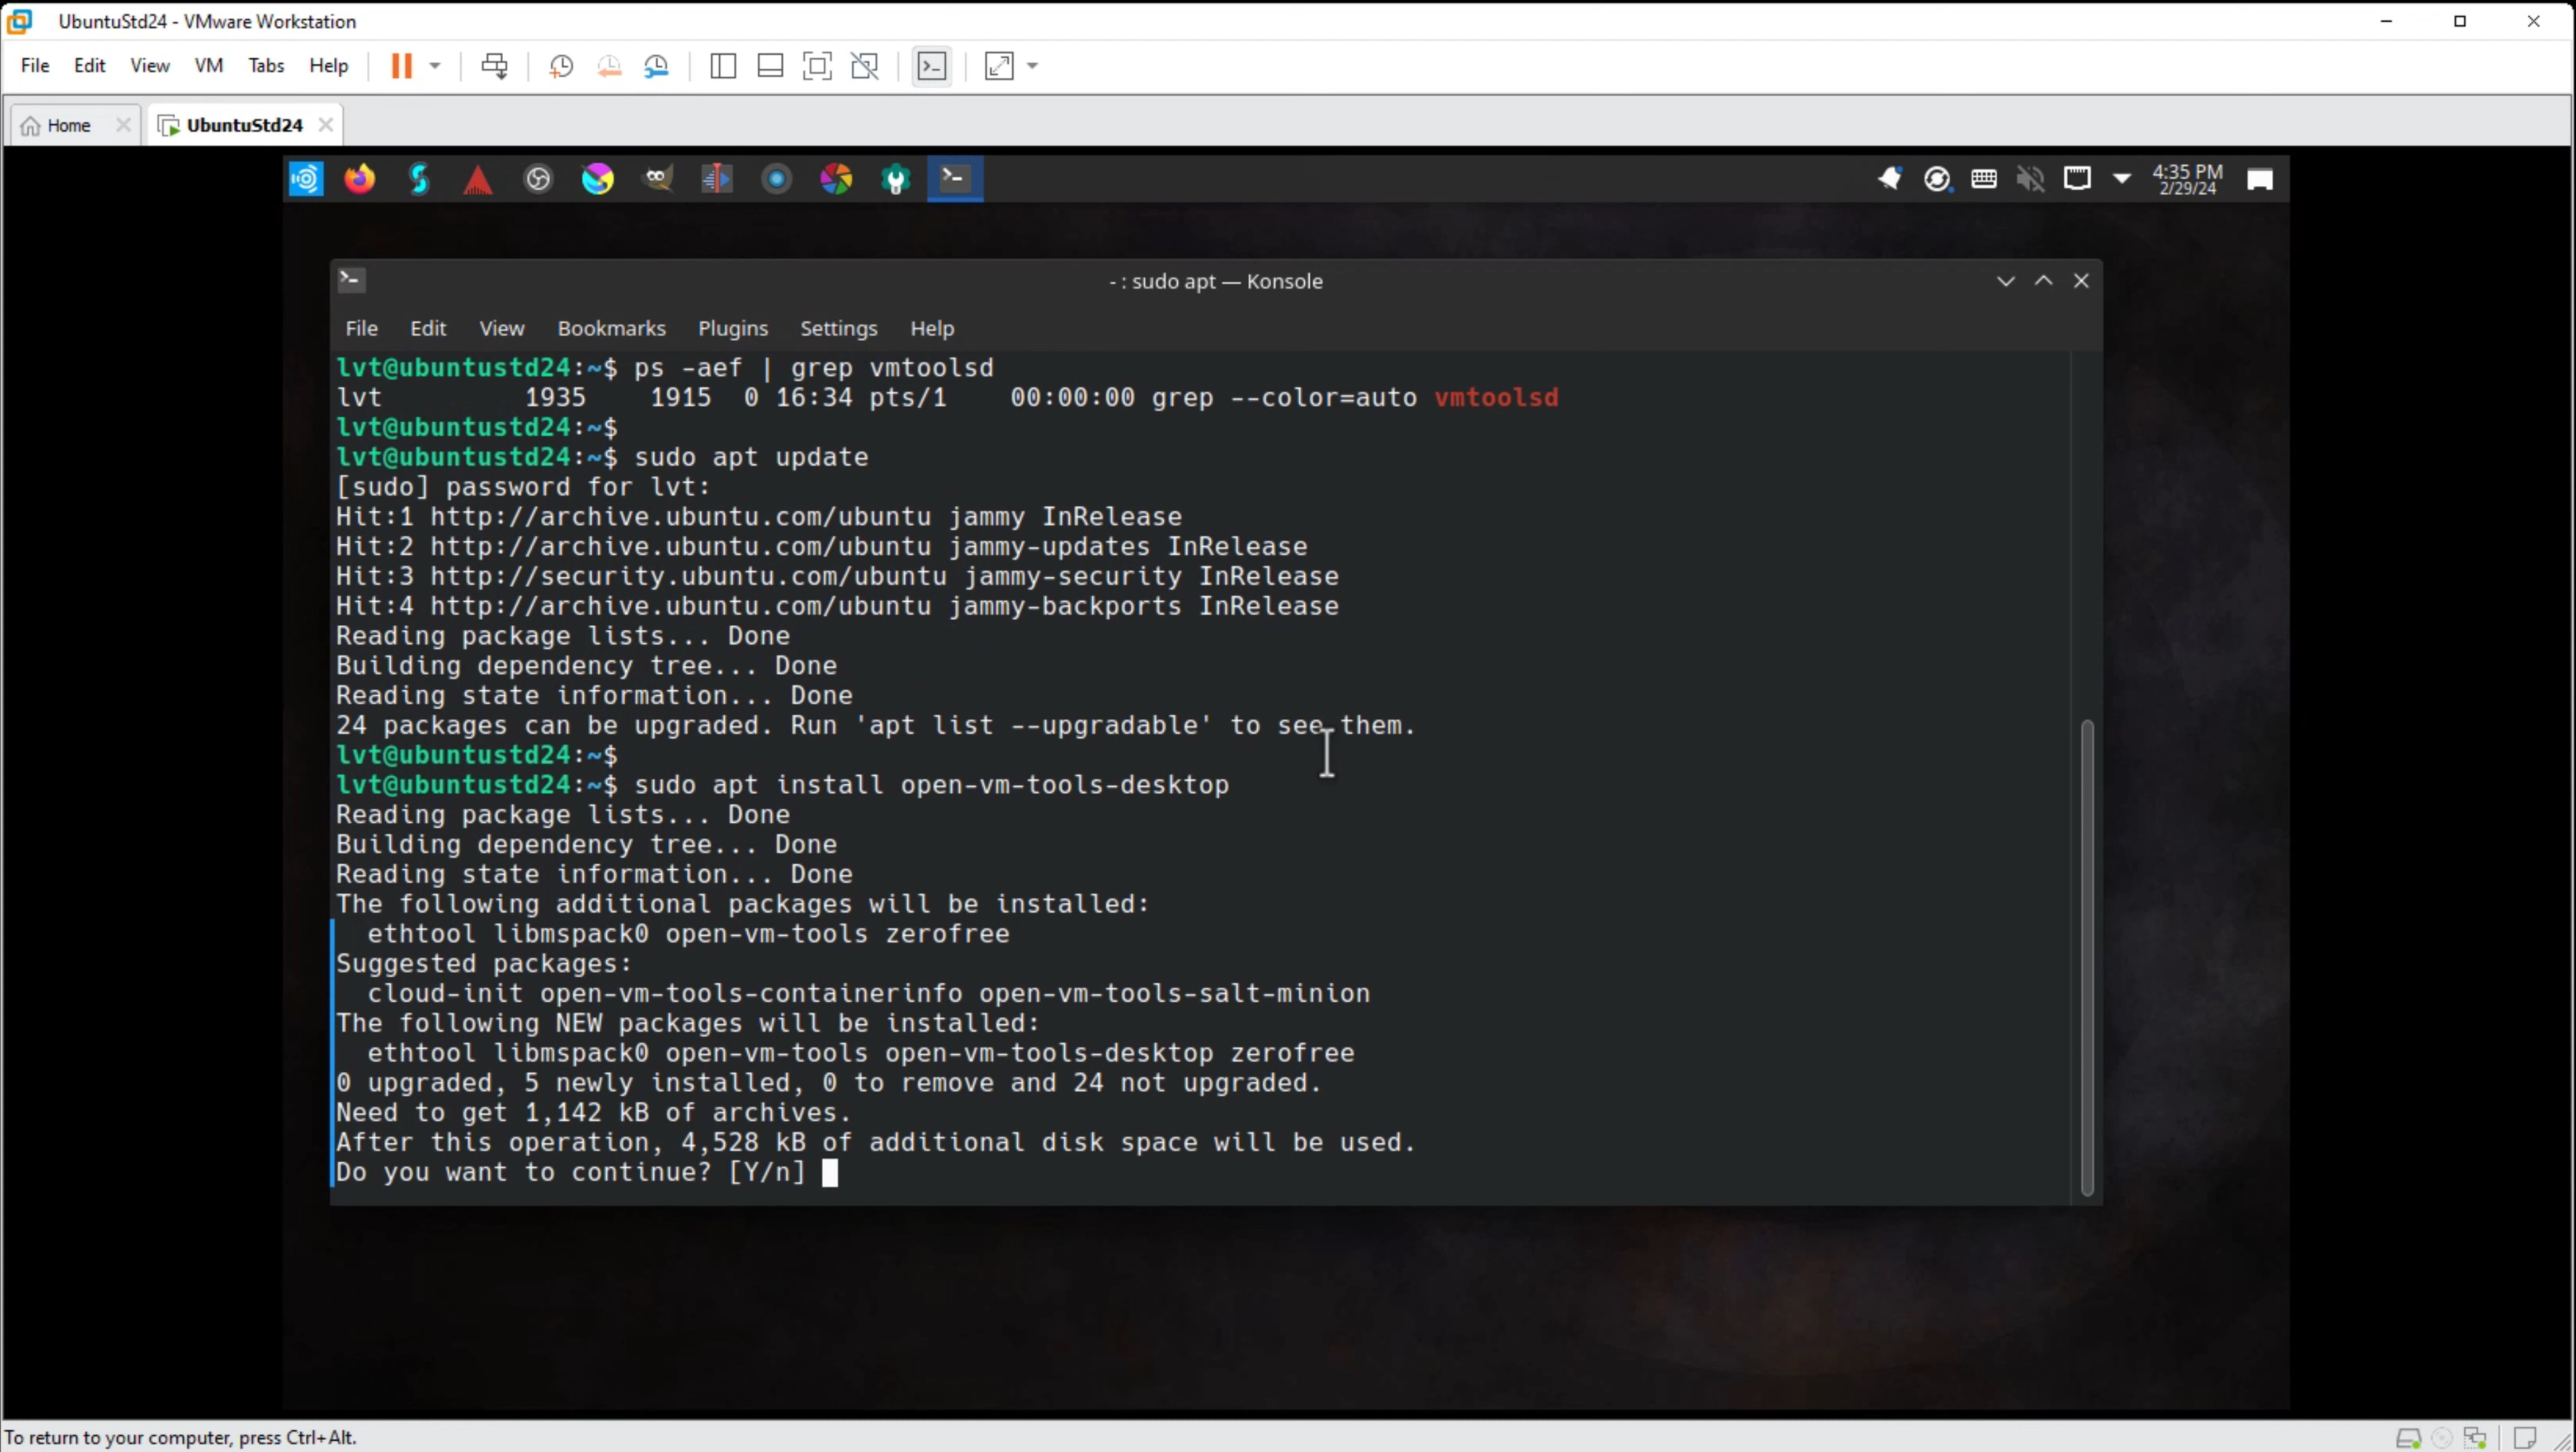 UbuntuStd24 - VMware Workstation
File Edit View VM Tabs Help
Home UbuntuStd24
4:35 PM
2/29/24
- : sudo apt — Konsole
File Edit View Bookmarks Plugins Settings Help
lvt@ubuntustd24:~$ ps -aef | grep vmtoolsd
lvt         1935    1915  0 16:34 pts/1    00:00:00 grep --color=auto vmtoolsd
lvt@ubuntustd24:~$
lvt@ubuntustd24:~$ sudo apt update
[sudo] password for lvt:
Hit:1 http://archive.ubuntu.com/ubuntu jammy InRelease
Hit:2 http://archive.ubuntu.com/ubuntu jammy-updates InRelease
Hit:3 http://security.ubuntu.com/ubuntu jammy-security InRelease
Hit:4 http://archive.ubuntu.com/ubuntu jammy-backports InRelease
Reading package lists... Done
Building dependency tree... Done
Reading state information... Done
24 packages can be upgraded. Run 'apt list --upgradable' to see them.
lvt@ubuntustd24:~$
lvt@ubuntustd24:~$ sudo apt install open-vm-tools-desktop
Reading package lists... Done
Building dependency tree... Done
Reading state information... Done
The following additional packages will be installed:
  ethtool libmspack0 open-vm-tools zerofree
Suggested packages:
  cloud-init open-vm-tools-containerinfo open-vm-tools-salt-minion
The following NEW packages will be installed:
  ethtool libmspack0 open-vm-tools open-vm-tools-desktop zerofree
0 upgraded, 5 newly installed, 0 to remove and 24 not upgraded.
Need to get 1,142 kB of archives.
After this operation, 4,528 kB of additional disk space will be used.
Do you want to continue? [Y/n]
To return to your computer, press Ctrl+Alt.